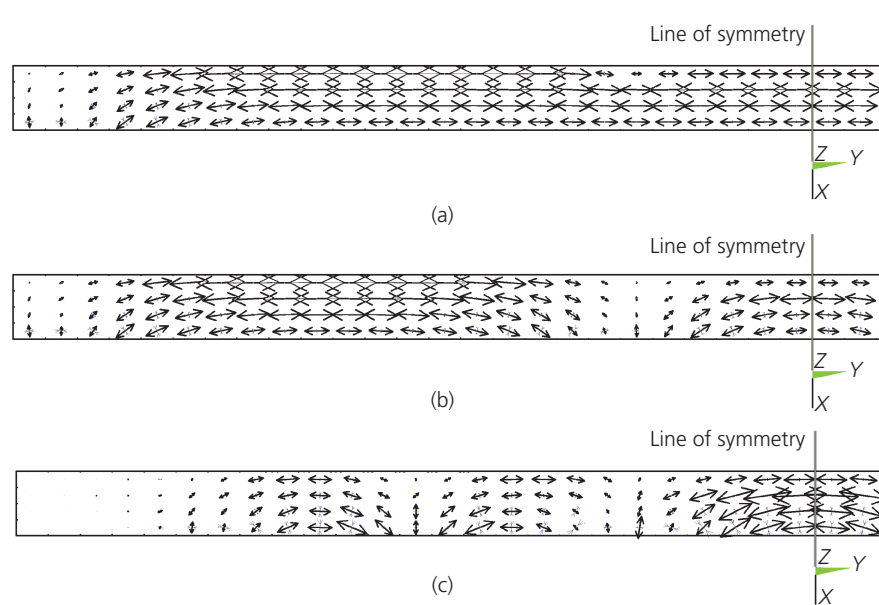 Line of symmetry
Z
Y
X
(a)
Line of symmetry
Z
Y
X
(b)
Line of symmetry
Z
Y
X
(c)